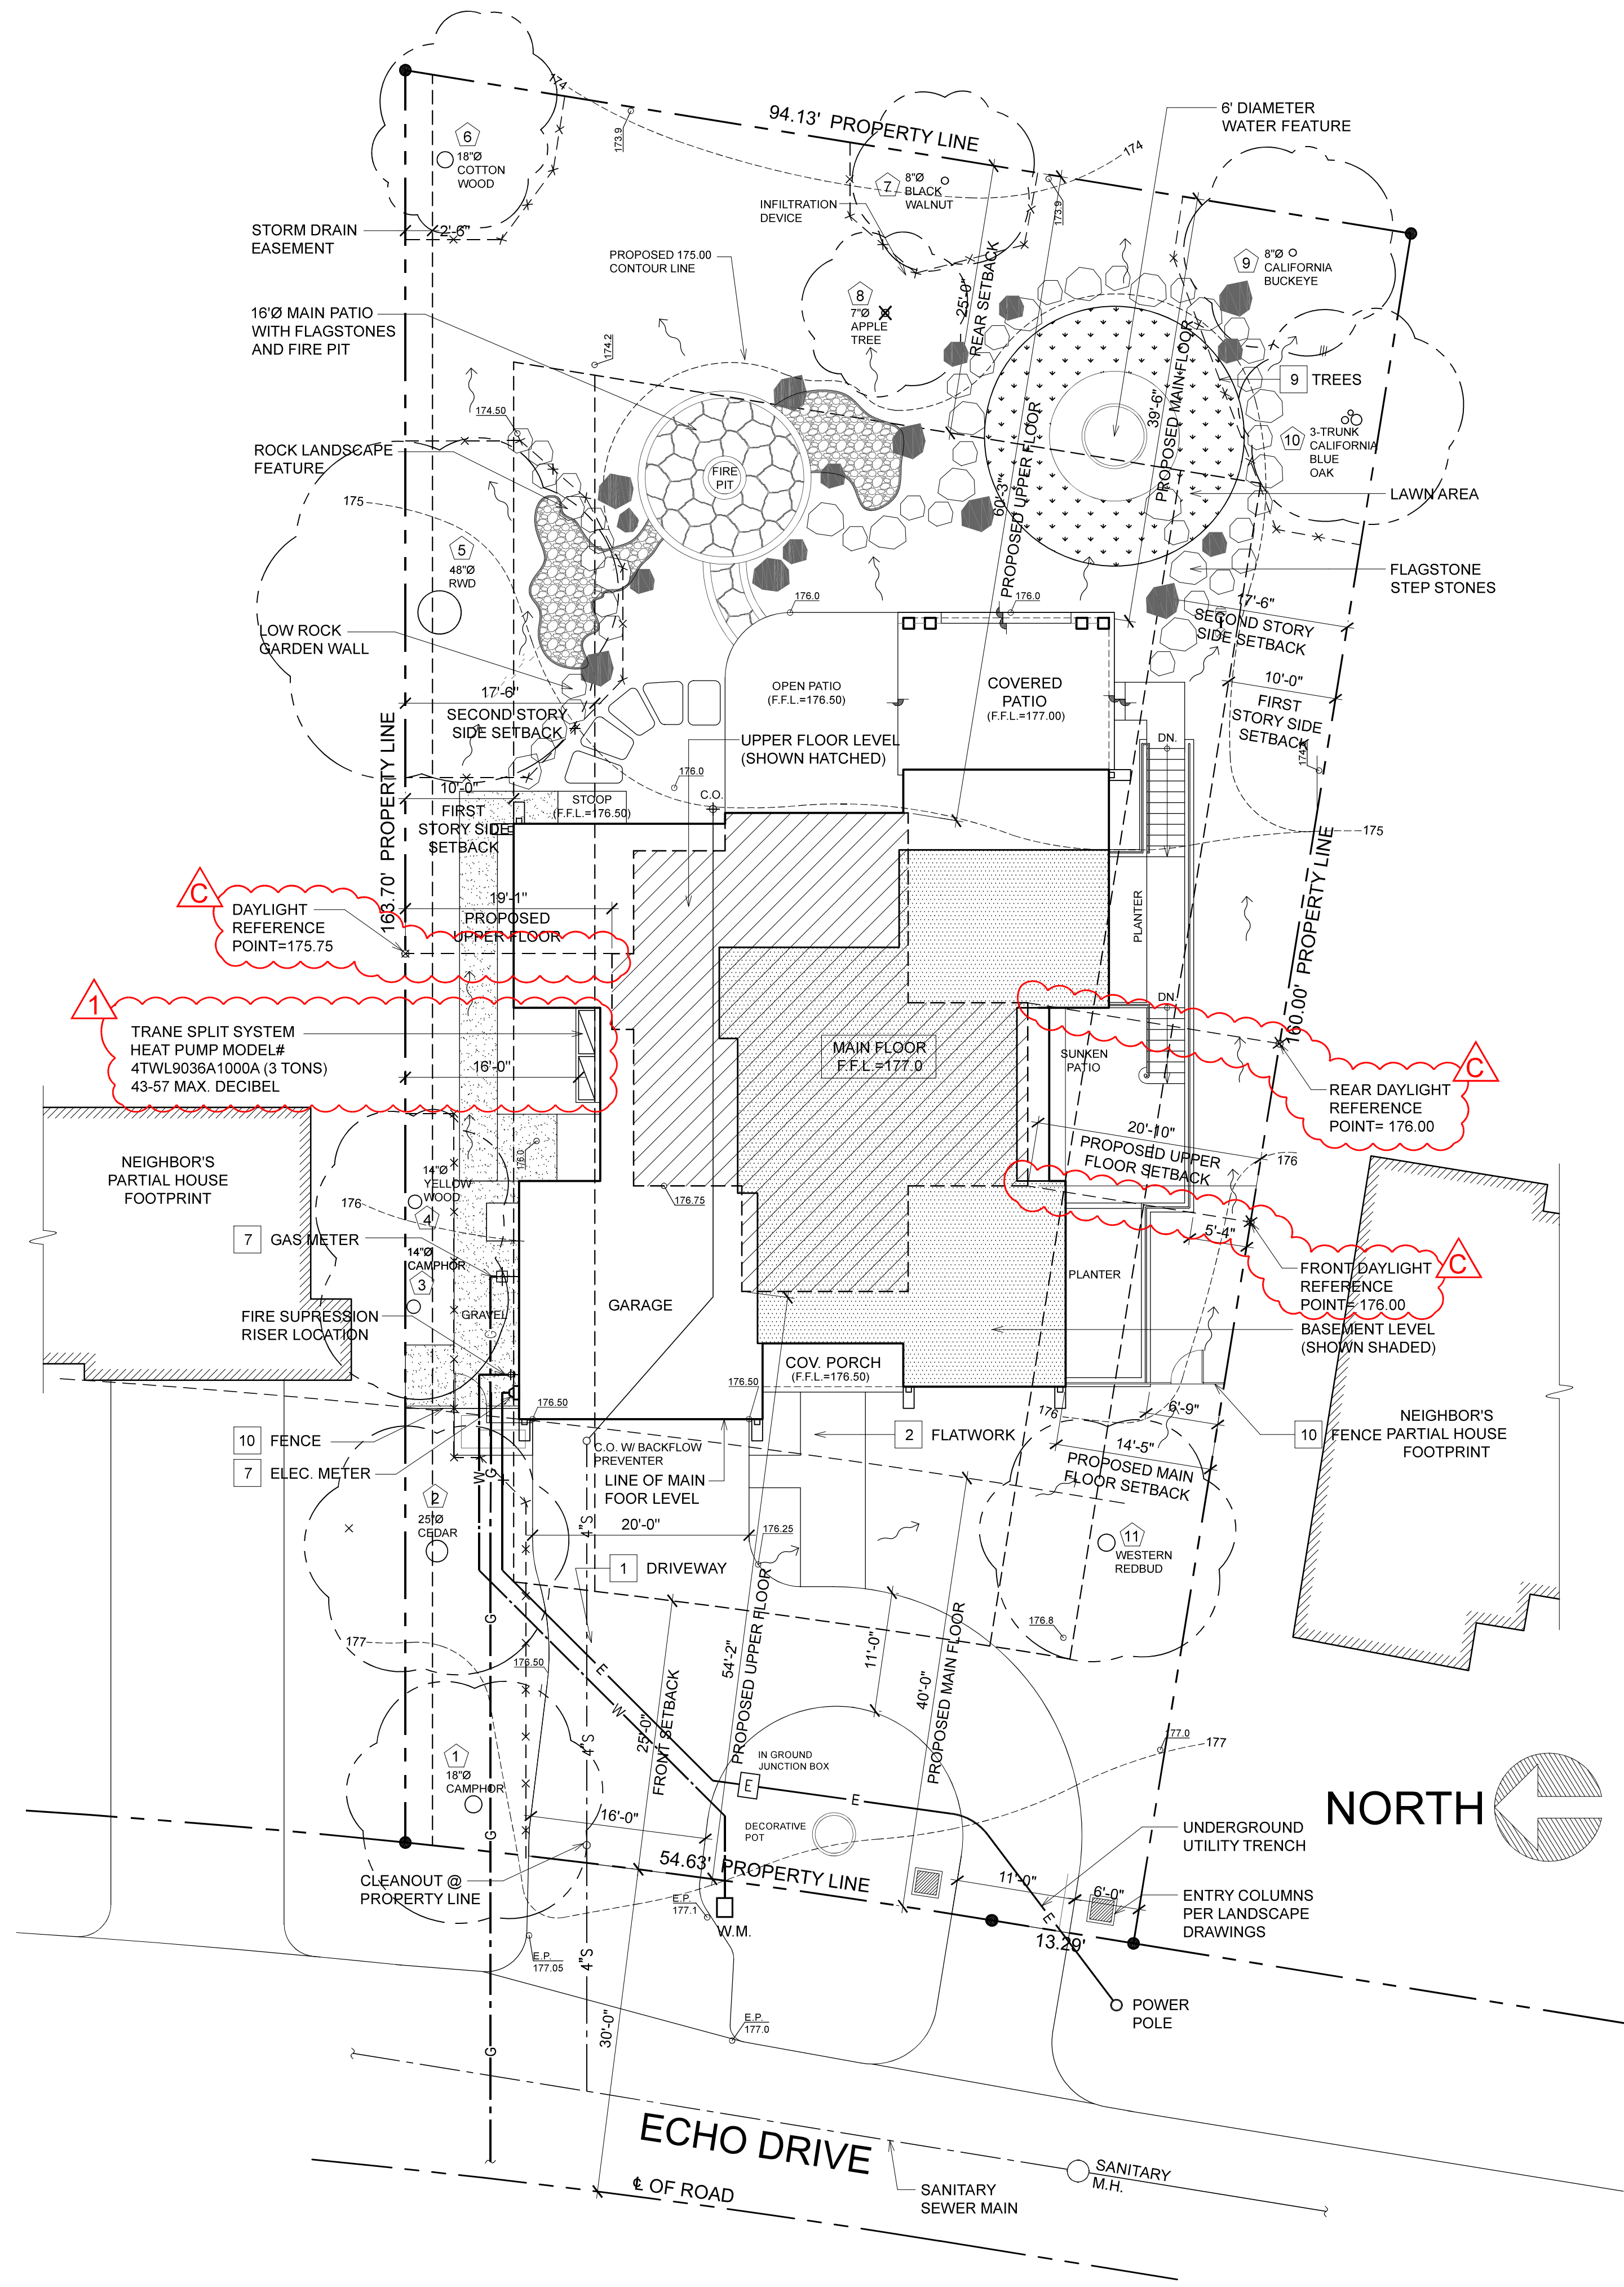 174
94.13' PROPERTY LINE
173.9
6' DIAMETER
WATER FEATURE
6
18"Ø
COTTON
WOOD
174
7
8"Ø
BLACK
WALNUT
INFILTRATION
DEVICE
173.9
STORM DRAIN
EASEMENT
2'-6"
PROPOSED 175.00
CONTOUR LINE
25'-0"
REAR SETBACK
9
8"Ø
CALIFORNIA
BUCKEYE
8
7"Ø
APPLE
TREE
16'Ø MAIN PATIO
WITH FLAGSTONES
AND FIRE PIT
174.2
9 TREES
39'-6"
PROPOSED MAIN FLOOR
174.50
10
3-TRUNK
CALIFORNIA
BLUE
OAK
ROCK LANDSCAPE
FEATURE
FIRE
PIT
60'-3"
PROPOSED UPPER FLOOR
LAWN AREA
175
5
48"Ø
RWD
FLAGSTONE
STEP STONES
176.0
176.0
17'-6"
SECOND STORY
SIDE SETBACK
LOW ROCK
GARDEN WALL
OPEN PATIO
(F.F.L.=176.50)
COVERED
PATIO
(F.F.L.=177.00)
17'-6"
SECOND STORY
SIDE SETBACK
10'-0"
FIRST
STORY SIDE
SETBACK
UPPER FLOOR LEVEL
(SHOWN HATCHED)
DN.
176.0
C.O.
10'-0"
FIRST
STORY SIDE
SETBACK
STOOP
(F.F.L.=176.50)
163.70' PROPERTY LINE
175
160.00' PROPERTY LINE
C
DAYLIGHT
REFERENCE
POINT=175.75
19'-1"
PROPOSED
UPPER FLOOR
PLANTER
1
TRANE SPLIT SYSTEM
HEAT PUMP MODEL#
4TWL9036A1000A (3 TONS)
43-57 MAX. DECIBEL
16'-0"
DN.
MAIN FLOOR
F.F.L.=177.0
SUNKEN
PATIO
C
REAR DAYLIGHT
REFERENCE
POINT= 176.00
NEIGHBOR'S
PARTIAL HOUSE
FOOTPRINT
176.0
20'-10"
PROPOSED UPPER
FLOOR SETBACK
176
14"Ø
YELLOW
WOOD
4
176
176.75
5'-4"
7 GAS METER
14"Ø
CAMPHOR
3
PLANTER
C
FRONT DAYLIGHT
REFERENCE
POINT= 176.00
FIRE SUPRESSION
RISER LOCATION
GRAVEL
G
GARAGE
BASEMENT LEVEL
(SHOWN SHADED)
COV. PORCH
(F.F.L.=176.50)
176.50
176.50
176
6'-9"
10 FENCE
C.O. W/ BACKFLOW
PREVENTER
2 FLATWORK
14'-5"
PROPOSED MAIN
FLOOR SETBACK
10 FENCE
NEIGHBOR'S
PARTIAL HOUSE
FOOTPRINT
7 ELEC. METER
W
G
LINE OF MAIN
FOOR LEVEL
2
25"Ø
CEDAR
4"S
20'-0"
176.25
11
WESTERN
REDBUD
1 DRIVEWAY
G
177
176.50
E
W
176.8
54'-2"
PROPOSED UPPER FLOOR
11'-0"
40'-0"
PROPOSED MAIN FLOOR
25'-0"
FRONT SETBACK
4"S
177.0
177
1
18"Ø
CAMPHOR
IN GROUND
JUNCTION BOX
E
E
NORTH
G
16'-0"
DECORATIVE
POT
UNDERGROUND
UTILITY TRENCH
CLEANOUT @
PROPERTY LINE
54.63' PROPERTY LINE
11'-0"
6'-0"
ENTRY COLUMNS
PER LANDSCAPE
DRAWINGS
E.P.
177.1
W.M.
E
13.29'
E.P.
177.05
4"S
POWER
POLE
E.P.
177.0
30'-0"
G
ECHO DRIVE
SANITARY
M.H.
℄ OF ROAD
SANITARY
SEWER MAIN